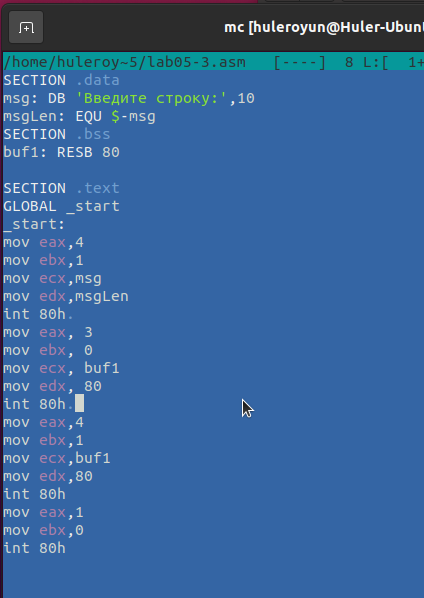 mc [huleroyun@Huler-Ubunt
/home/huleroy~5/lab05-3.asm   [----]  8 L:[  1+
SECTION .data
msg: DB 'Введите строку:',10
msgLen: EQU $-msg
SECTION .bss
buf1: RESB 80
SECTION .text
GLOBAL _start
_start:
mov eax,4
mov ebx,1
mov ecx,msg
mov edx,msgLen
int 80h.
mov eax, 3
mov ebx, 0
mov ecx, buf1
mov edx, 80
int 80h.
mov eax,4
mov ebx,1
mov ecx,buf1
mov edx,80
int 80h
mov eax,1
mov ebx,0
int 80h